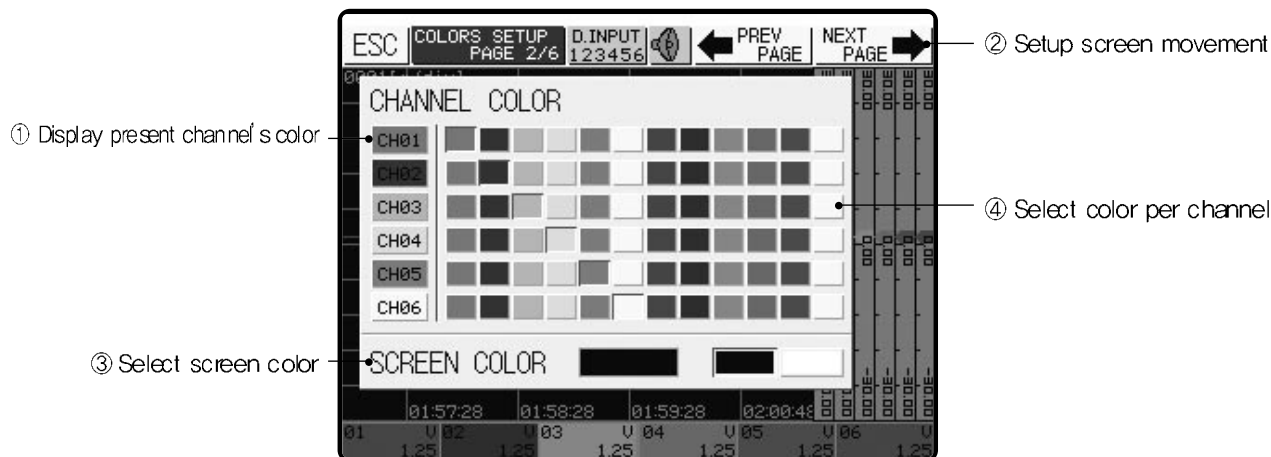 ESC COLORS SETUP PAGE 2/6 D.INPUT 123456 PREV PAGE NEXT PAGE
② Setup screen movement
CHANNEL COLOR
① Display present channel's color
CH01
CH02
CH03
④ Select color per channel
CH04
CH05
CH06
③ Select screen color
SCREEN COLOR
01:57:28 01:58:28 01:59:28 02:00:48
01 U 02 U 03 U 04 U 05 U 06 U
1.25 1.25 1.25 1.25 1.25 1.25